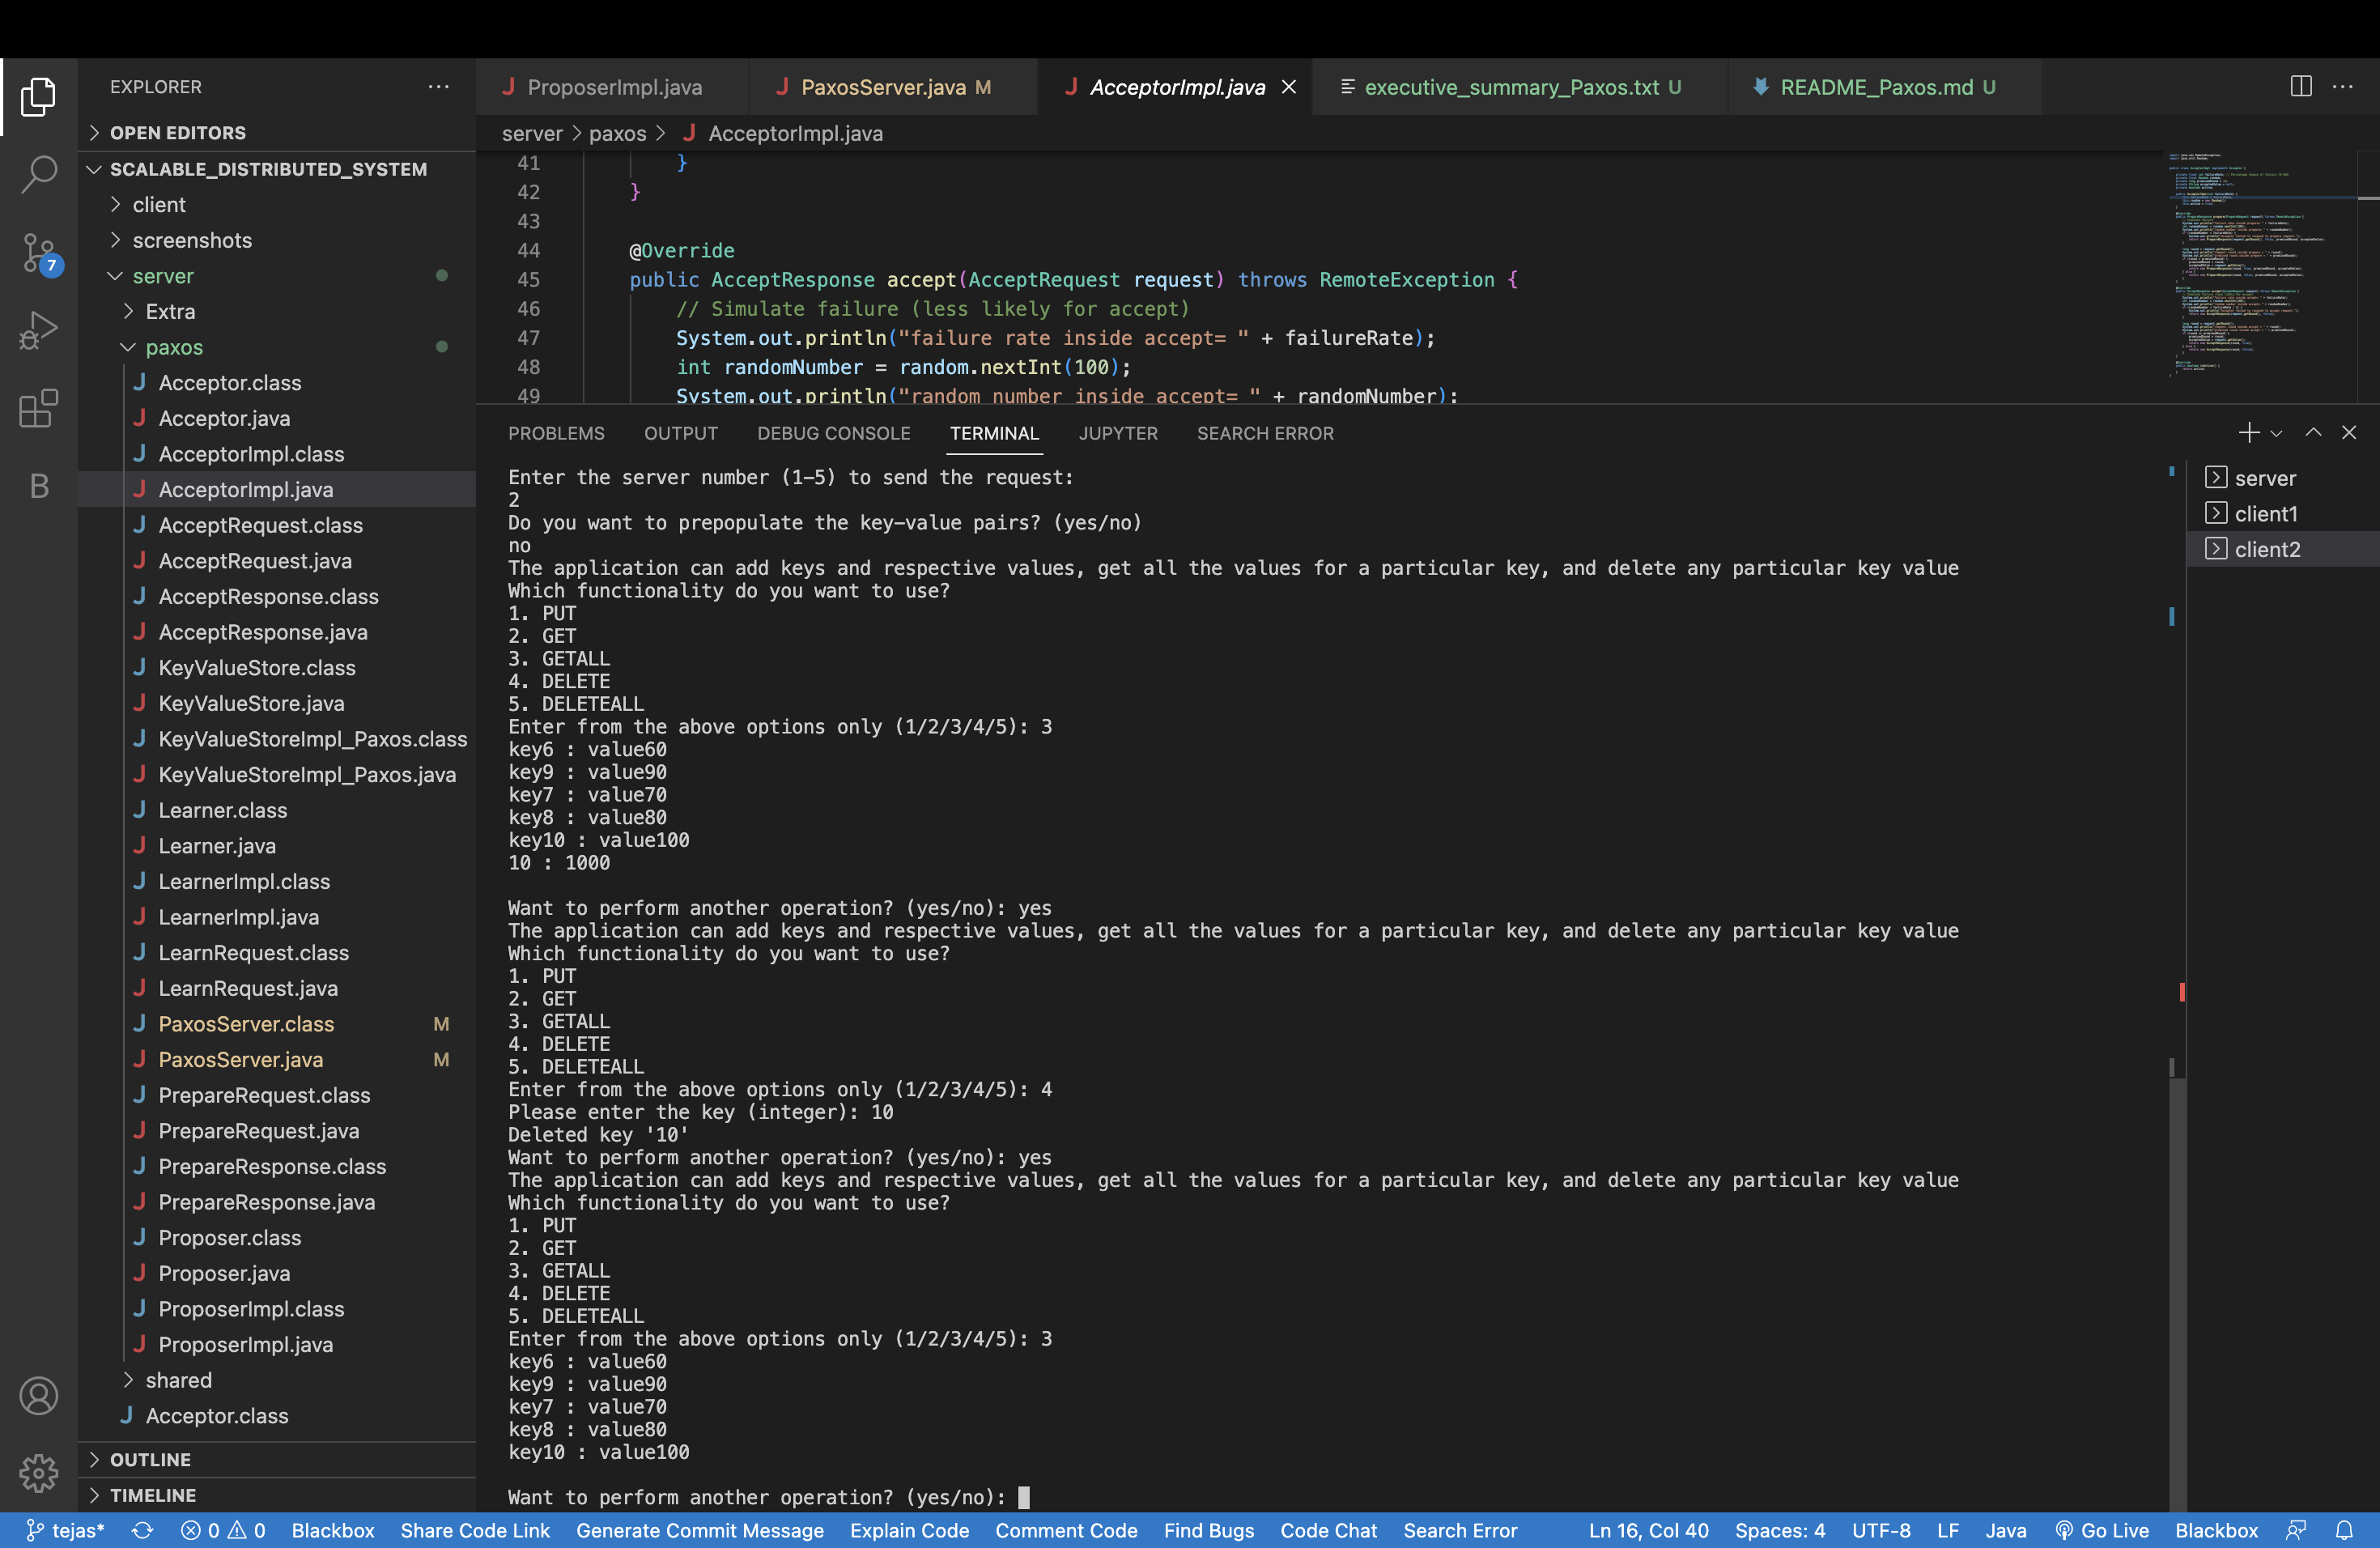 EXPLORER
OPEN EDITORS
SCALABLE_DISTRIBUTED_SYSTEM
client
screenshots
server
Extra
paxos
J Acceptor.class
J Acceptor.java
J AcceptorImpl.class
J AcceptorImpl.java
J AcceptRequest.class
J AcceptRequest.java
J AcceptResponse.class
J AcceptResponse.java
J KeyValueStore.class
J KeyValueStore.java
J KeyValueStoreImpl_Paxos.class
J KeyValueStoreImpl_Paxos.java
J Learner.class
J Learner.java
J LearnerImpl.class
J LearnerImpl.java
J LearnRequest.class
J LearnRequest.java
J PaxosServer.class M
J PaxosServer.java M
J PrepareRequest.class
J PrepareRequest.java
J PrepareResponse.class
J PrepareResponse.java
J Proposer.class
J Proposer.java
J ProposerImpl.class
J ProposerImpl.java
shared
J Acceptor.class
OUTLINE
TIMELINE
7
B
J ProposerImpl.java J PaxosServer.java M J AcceptorImpl.java executive_summary_Paxos.txt U README_Paxos.md U
server > paxos > J AcceptorImpl.java
41 }
42 }
43
44 @Override
45 public AcceptResponse accept(AcceptRequest request) throws RemoteException {
46 // Simulate failure (less likely for accept)
47 System.out.println("failure rate inside accept= " + failureRate);
48 int randomNumber = random.nextInt(100);
49 System.out.println("random number inside accept= " + randomNumber);
PROBLEMS OUTPUT DEBUG CONSOLE TERMINAL JUPYTER SEARCH ERROR
Enter the server number (1-5) to send the request:
2
Do you want to prepopulate the key-value pairs? (yes/no)
no
The application can add keys and respective values, get all the values for a particular key, and delete any particular key value
Which functionality do you want to use?
1. PUT
2. GET
3. GETALL
4. DELETE
5. DELETEALL
Enter from the above options only (1/2/3/4/5): 3
key6 : value60
key9 : value90
key7 : value70
key8 : value80
key10 : value100
10 : 1000
Want to perform another operation? (yes/no): yes
The application can add keys and respective values, get all the values for a particular key, and delete any particular key value
Which functionality do you want to use?
1. PUT
2. GET
3. GETALL
4. DELETE
5. DELETEALL
Enter from the above options only (1/2/3/4/5): 4
Please enter the key (integer): 10
Deleted key '10'
Want to perform another operation? (yes/no): yes
The application can add keys and respective values, get all the values for a particular key, and delete any particular key value
Which functionality do you want to use?
1. PUT
2. GET
3. GETALL
4. DELETE
5. DELETEALL
Enter from the above options only (1/2/3/4/5): 3
key6 : value60
key9 : value90
key7 : value70
key8 : value80
key10 : value100
Want to perform another operation? (yes/no):
server
client1
client2
tejas* 0 0 Blackbox Share Code Link Generate Commit Message Explain Code Comment Code Find Bugs Code Chat Search Error Ln 16, Col 40 Spaces: 4 UTF-8 LF Java Go Live Blackbox